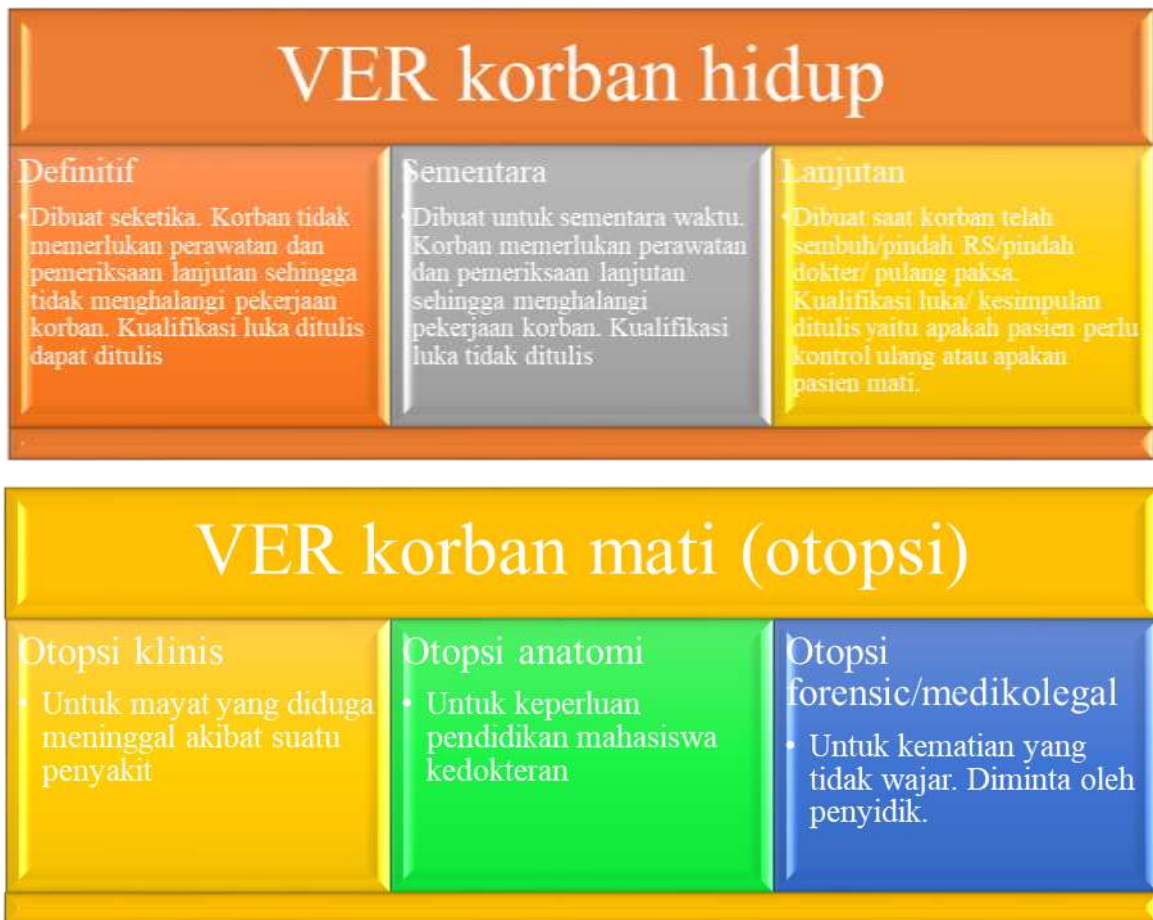 VER korban hidup
Definitif
•Dibuat seketika. Korban tidak
memerlukan perawatan dan
pemeriksaan lanjutan sehingga
tidak menghalangi pekerjaan
korban. Kualifikasi luka ditulis
dapat ditulis
Sementara
•Dibuat untuk sementara waktu.
Korban memerlukan perawatan
dan pemeriksaan lanjutan
sehingga menghalangi
pekerjaan korban. Kualifikasi
luka tidak ditulis
Lanjutan
•Dibuat saat korban telah
sembuh/pindah RS/pindah
dokter/ pulang paksa.
Kualifikasi luka/ kesimpulan
ditulis yaitu apakah pasien perlu
kontrol ulang atau apakan
pasien mati.
VER korban mati (otopsi)
Otopsi klinis
• Untuk mayat yang diduga
meninggal akibat suatu
penyakit
Otopsi anatomi
• Untuk keperluan
pendidikan mahasiswa
kedokteran
Otopsi
forensic/medikolegal
• Untuk kematian yang
tidak wajar. Diminta oleh
penyidik.